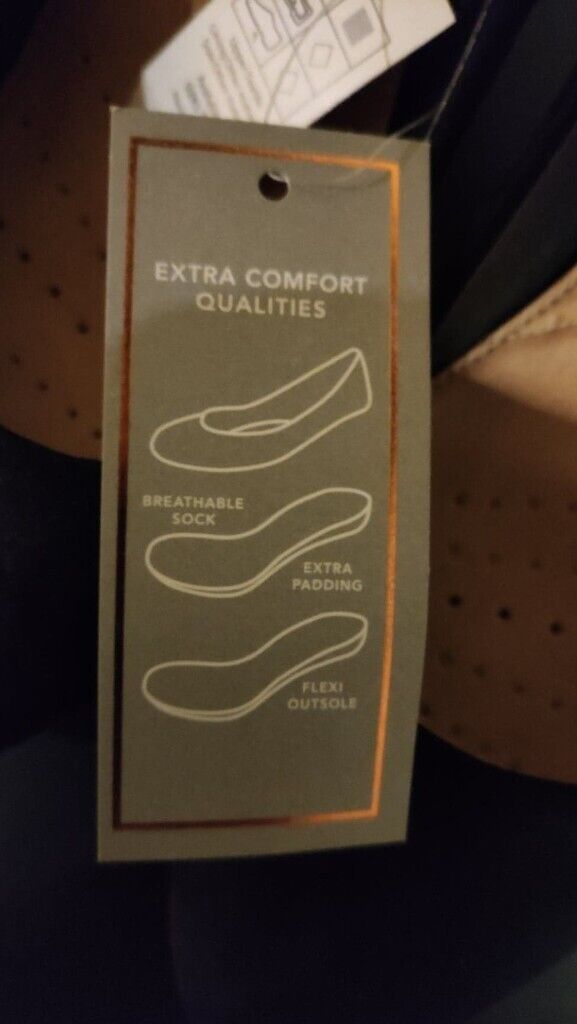 EXTRA COMFORT
QUALITIES
BREATHABLE
SOCK
EXTRA
PADDING
FLEXI
OUTSOLE